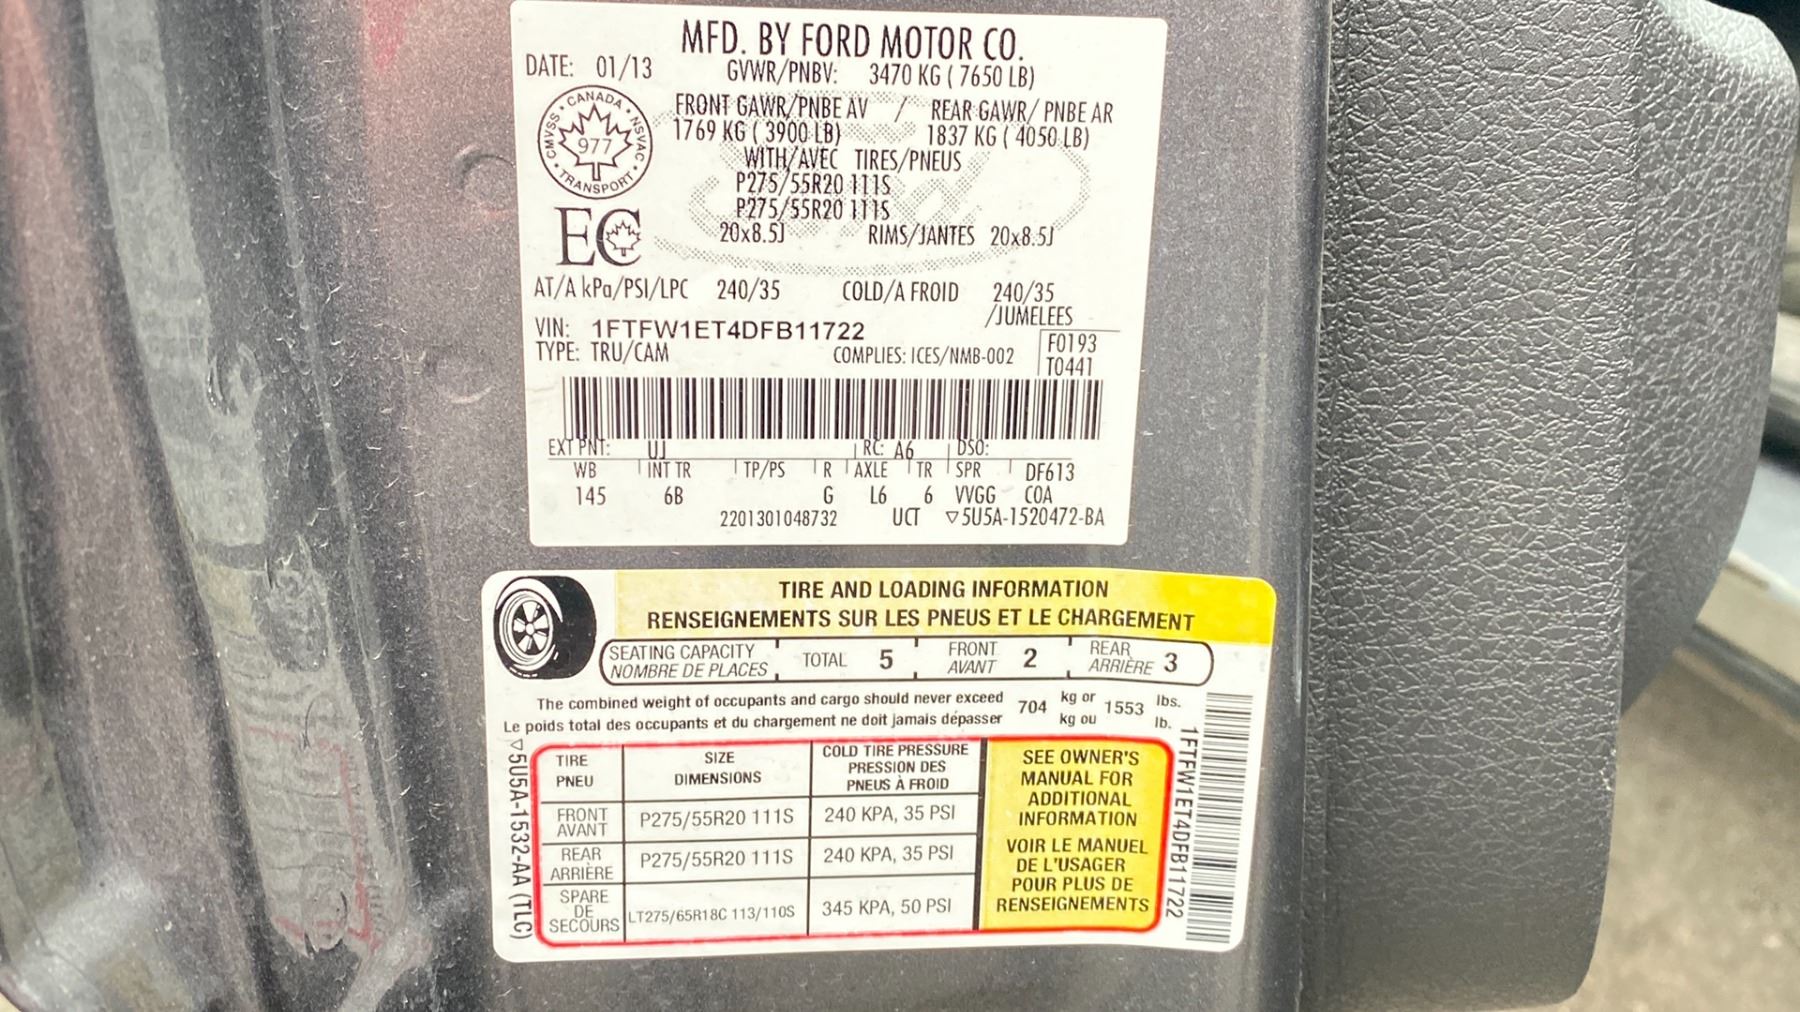 MFD. BY FORD MOTOR CO.
DATE: 01/13 GVWR/PNBV: 3470 KG ( 7650 LB)
FRONT GAWR/PNBE AV / REAR GAWR/ PNBE AR
1769 KG ( 3900 LB) 1837 KG ( 4050 LB)
WITH/AVEC TIRES/PNEUS
P275/55R20 111S
P275/55R20 111S
20x8.5J RIMS/JANTES 20x8.5J
CANADA · NSVAC · TRANSPORT · CMVSS
977
EC
AT/A kPa/PSI/LPC 240/35 COLD/A FROID 240/35
/JUMELEES
VIN: 1FTFW1ET4DFB11722
TYPE: TRU/CAM COMPLIES: ICES/NMB-002
F0193
T0441
EXT PNT: UJ RC: A6 DSO:
WB INT TR TP/PS R AXLE TR SPR DF613
145 6B G L6 6 VVGG COA
2201301048732 UCT ▽5U5A-1520472-BA
TIRE AND LOADING INFORMATION
RENSEIGNEMENTS SUR LES PNEUS ET LE CHARGEMENT
SEATING CAPACITY
NOMBRE DE PLACES
TOTAL 5
FRONT
AVANT 2
REAR
ARRIÈRE 3
The combined weight of occupants and cargo should never exceed 704 kg or 1553 lbs.
Le poids total des occupants et du chargement ne doit jamais dépasser kg ou lb.
TIRE
PNEU
SIZE
DIMENSIONS
COLD TIRE PRESSURE
PRESSION DES
PNEUS À FROID
FRONT
AVANT
P275/55R20 111S
240 KPA, 35 PSI
REAR
ARRIÈRE
P275/55R20 111S
240 KPA, 35 PSI
SPARE
DE
SECOURS
LT275/65R18C 113/110S
345 KPA, 50 PSI
SEE OWNER'S
MANUAL FOR
ADDITIONAL
INFORMATION
VOIR LE MANUEL
DE L'USAGER
POUR PLUS DE
RENSEIGNEMENTS
▽5U5A-1532-AA (TLC)
1FTFW1ET4DFB11722